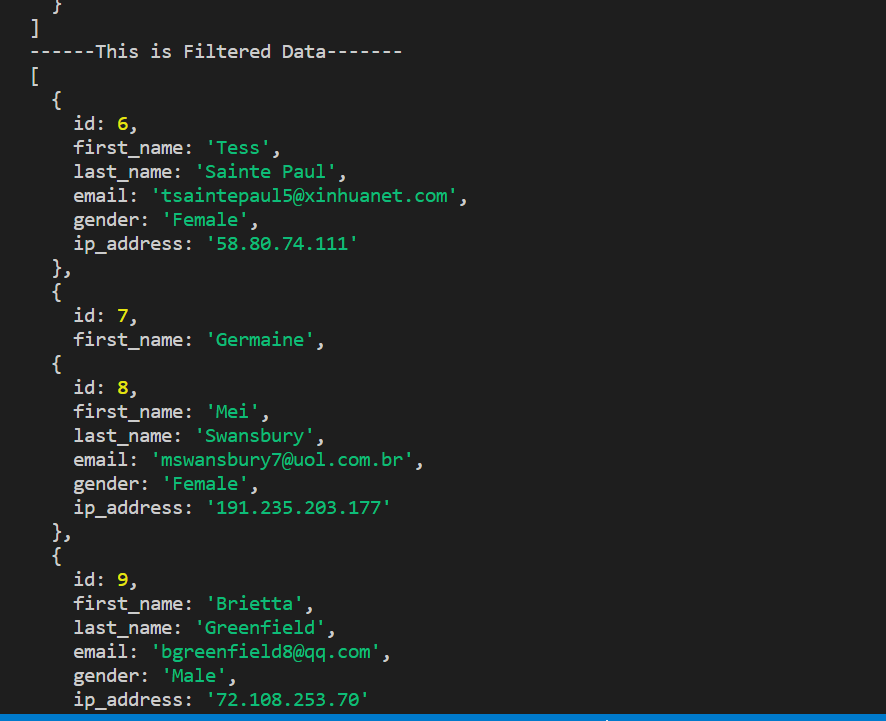 }
]
------This is Filtered Data-------
[
{
id: 6,
first_name: 'Tess',
last_name: 'Sainte Paul',
email: 'tsaintepaul5@xinhuanet.com',
gender: 'Female',
ip_address: '58.80.74.111'
},
{
id: 7,
first_name: 'Germaine',
{
id: 8,
first_name: 'Mei',
last_name: 'Swansbury',
email: 'mswansbury7@uol.com.br',
gender: 'Female',
ip_address: '191.235.203.177'
},
{
id: 9,
first_name: 'Brietta',
last_name: 'Greenfield',
email: 'bgreenfield8@qq.com',
gender: 'Male',
ip_address: '72.108.253.70'